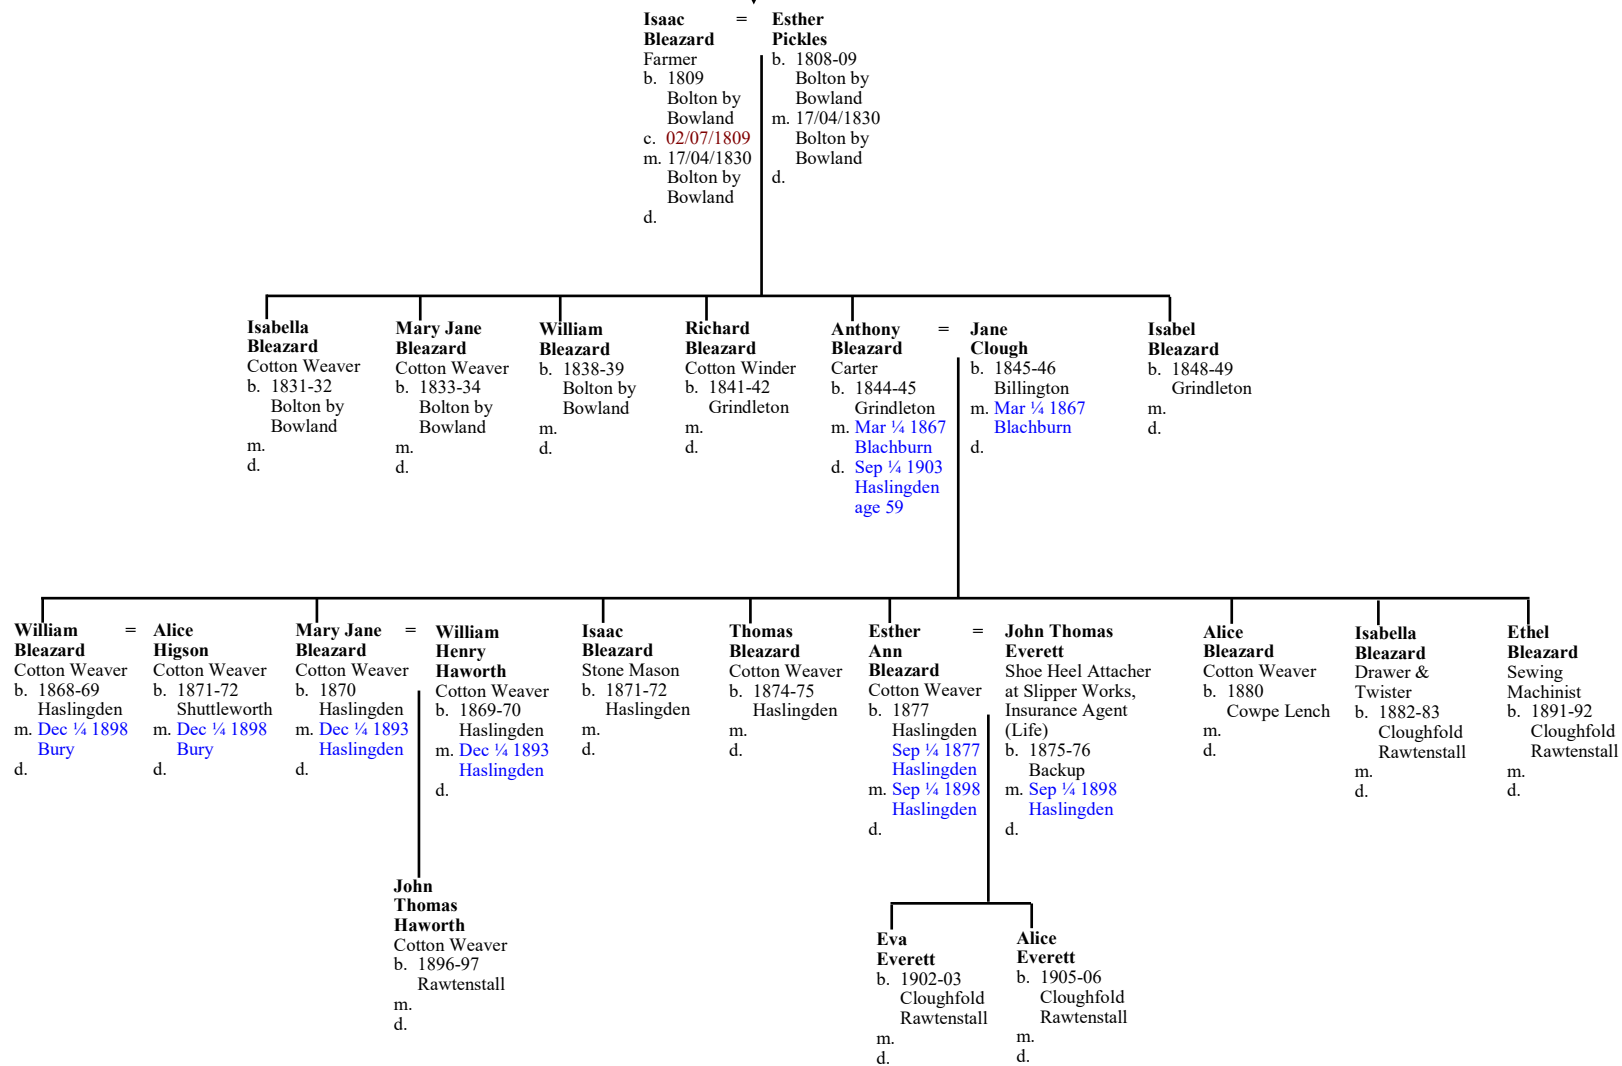 Isaac = Esther
Bleazard Pickles
Farmer
b. 1809
Bolton by
Bowland
c. 02/07/1809
m. 17/04/1830
Bolton by
Bowland
d.
b. 1808-09
Bolton by
Bowland
m. 17/04/1830
Bolton by
Bowland
d.
Isabella
Bleazard
Cotton Weaver
b. 1831-32
Bolton by
Bowland
m.
d.
Mary Jane
Bleazard
Cotton Weaver
b. 1833-34
Bolton by
Bowland
m.
d.
William
Bleazard
b. 1838-39
Bolton by
Bowland
m.
d.
Richard
Bleazard
Cotton Winder
b. 1841-42
Grindleton
m.
d.
Anthony =
Bleazard
Carter
b. 1844-45
Grindleton
m. Mar ¼ 1867
Blachburn
d. Sep ¼ 1903
Haslingden
age 59
Jane
Clough
b. 1845-46
Billington
m. Mar ¼ 1867
Blachburn
d.
Isabel
Bleazard
b. 1848-49
Grindleton
m.
d.
William =
Bleazard
Cotton Weaver
b. 1868-69
Haslingden
m. Dec ¼ 1898
Bury
d.
Alice
Higson
Cotton Weaver
b. 1871-72
Shuttleworth
m. Dec ¼ 1898
Bury
d.
Mary Jane =
Bleazard
Cotton Weaver
b. 1870
Haslingden
m. Dec ¼ 1893
Haslingden
d.
William
Henry
Haworth
Cotton Weaver
b. 1869-70
Haslingden
m. Dec ¼ 1893
Haslingden
d.
Isaac
Bleazard
Stone Mason
b. 1871-72
Haslingden
m.
d.
Thomas
Bleazard
Cotton Weaver
b. 1874-75
Haslingden
m.
d.
Esther =
Ann
Bleazard
Cotton Weaver
b. 1877
Haslingden
Sep ¼ 1877
Haslingden
m. Sep ¼ 1898
Haslingden
d.
John Thomas
Everett
Shoe Heel Attacher
at Slipper Works,
Insurance Agent
(Life)
b. 1875-76
Backup
m. Sep ¼ 1898
Haslingden
d.
Alice
Bleazard
Cotton Weaver
b. 1880
Cowpe Lench
m.
d.
Isabella
Bleazard
Drawer &
Twister
b. 1882-83
Cloughfold
Rawtenstall
m.
d.
Ethel
Bleazard
Sewing
Machinist
b. 1891-92
Cloughfold
Rawtenstall
m.
d.
John
Thomas
Haworth
Cotton Weaver
b. 1896-97
Rawtenstall
m.
d.
Eva
Everett
b. 1902-03
Cloughfold
Rawtenstall
m.
d.
Alice
Everett
b. 1905-06
Cloughfold
Rawtenstall
m.
d.